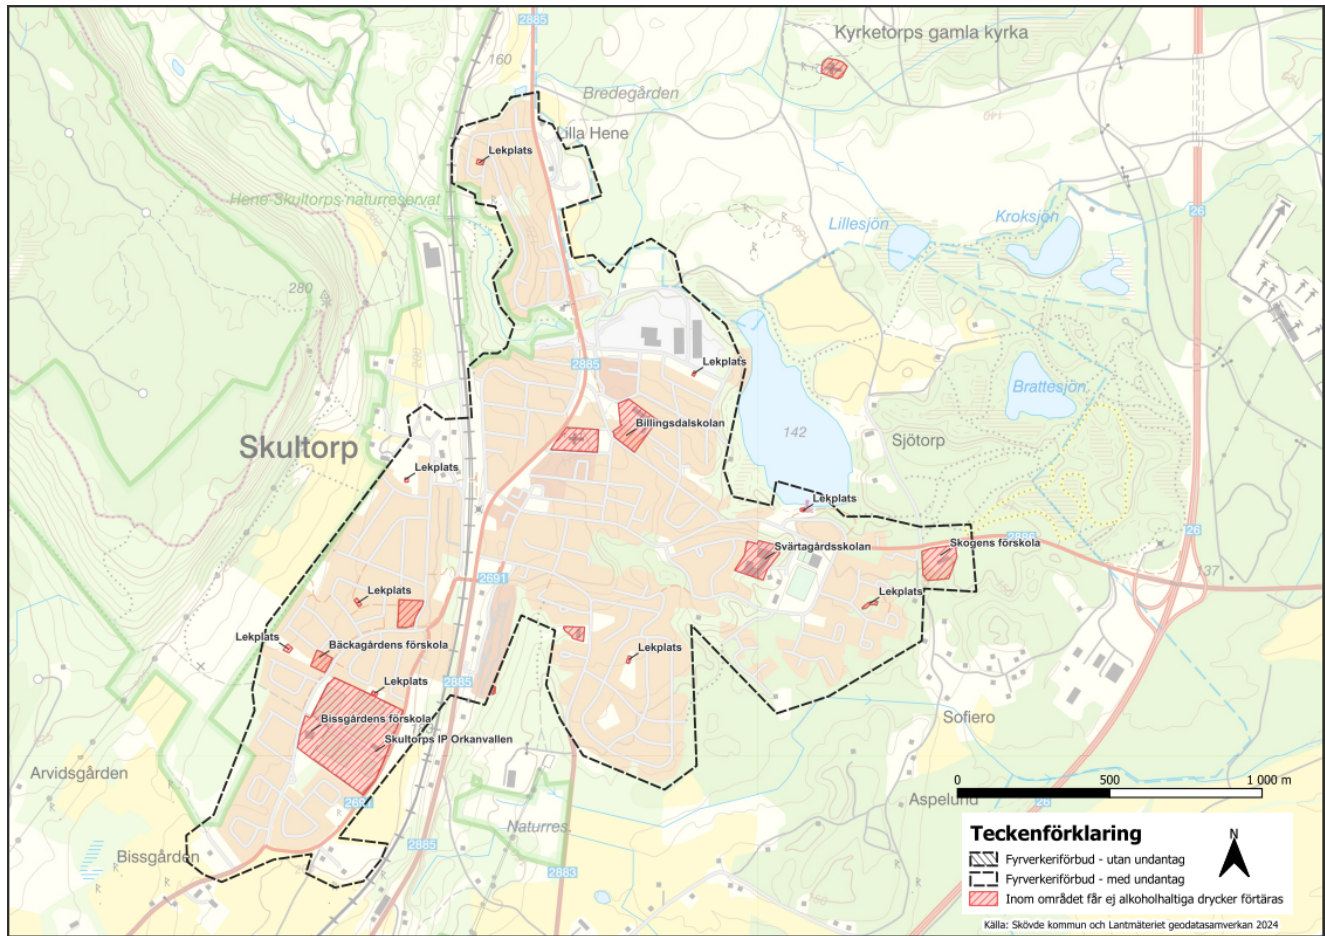 2885
Kyrketorps gamla kyrka
160
Bredegården
Lilla Hene
Lekplats
Hene-Skultorps naturreservat
Lillesjön
Kroksjön
26
280
2885
Lekplats
Brattesjön
Billingsdalskolan
142
Sjötorp
Skultorp
Lekplats
Lekplats
26
Svärtagårdsskolan
Skogens förskola
137
2691
Lekplats
Lekplats
Lekplats
Bäckagårdens förskola
Lekplats
2885
Lekplats
Bissgårdens förskola
Skultorps IP Orkanvallen
Sofiero
Arvidsgården
0 500 1 000 m
Aspelund
26
Naturres.
Bissgården
2885
2883
Teckenförklaring
N
Fyrverkeriförbud - utan undantag
Fyrverkeriförbud - med undantag
Inom området får ej alkoholhaltiga drycker förtäras
Källa: Skövde kommun och Lantmäteriet geodatasamverkan 2024